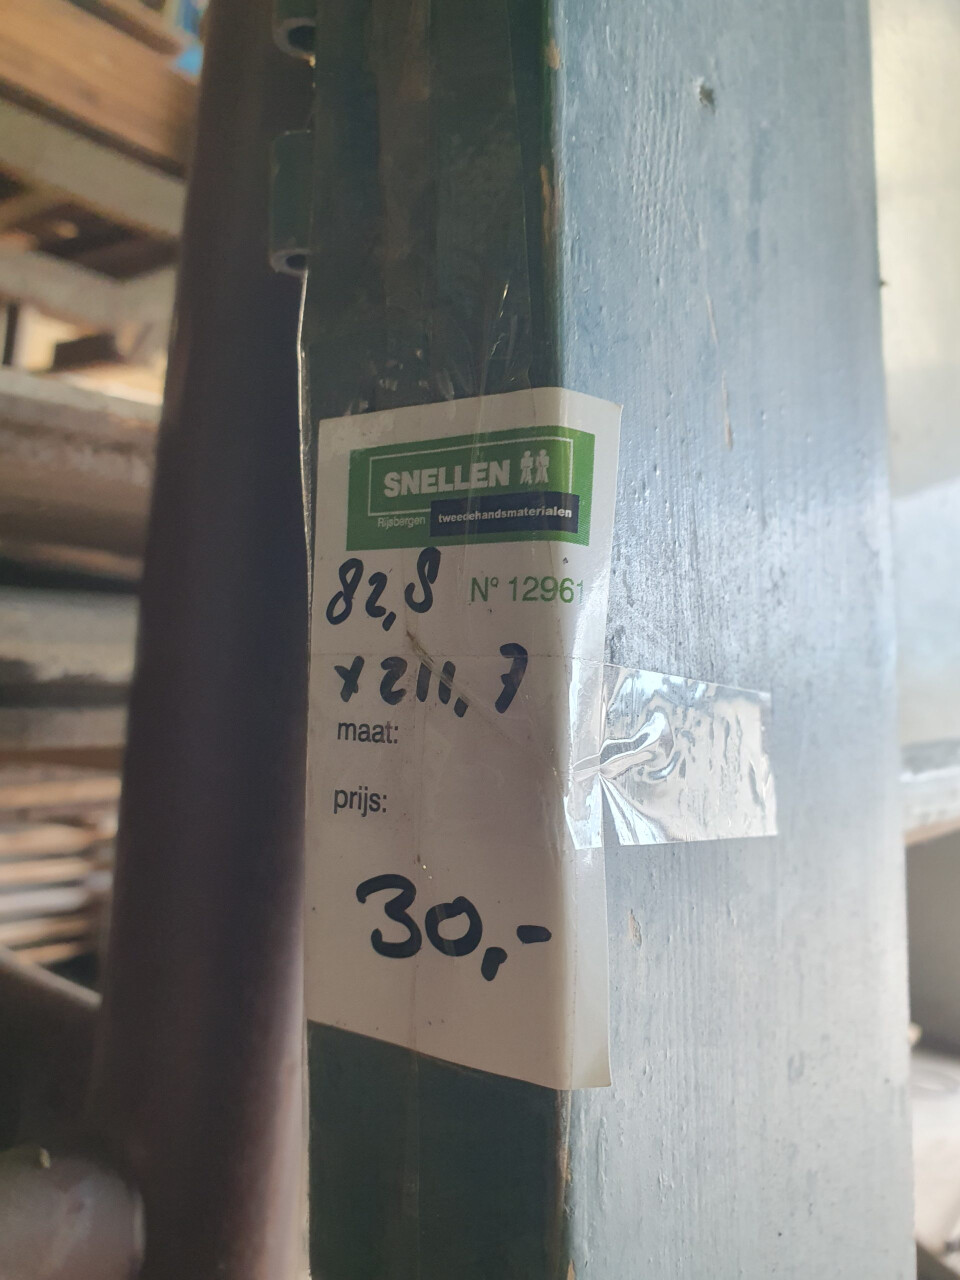 SNELLEN
Rijsbergen tweedehandsmaterialen
82,8 Nº 12961
x 211,7
maat:
prijs:
30,-